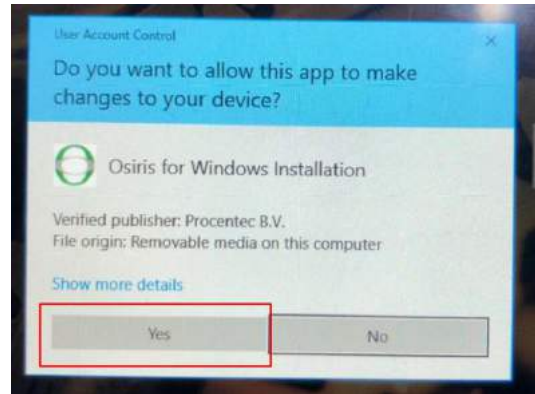 User Account Control
Do you want to allow this app to make
changes to your device?
Osiris for Windows Installation
Verified publisher: Procentec B.V.
File origin: Removable media on this computer
Show more details
Yes
No